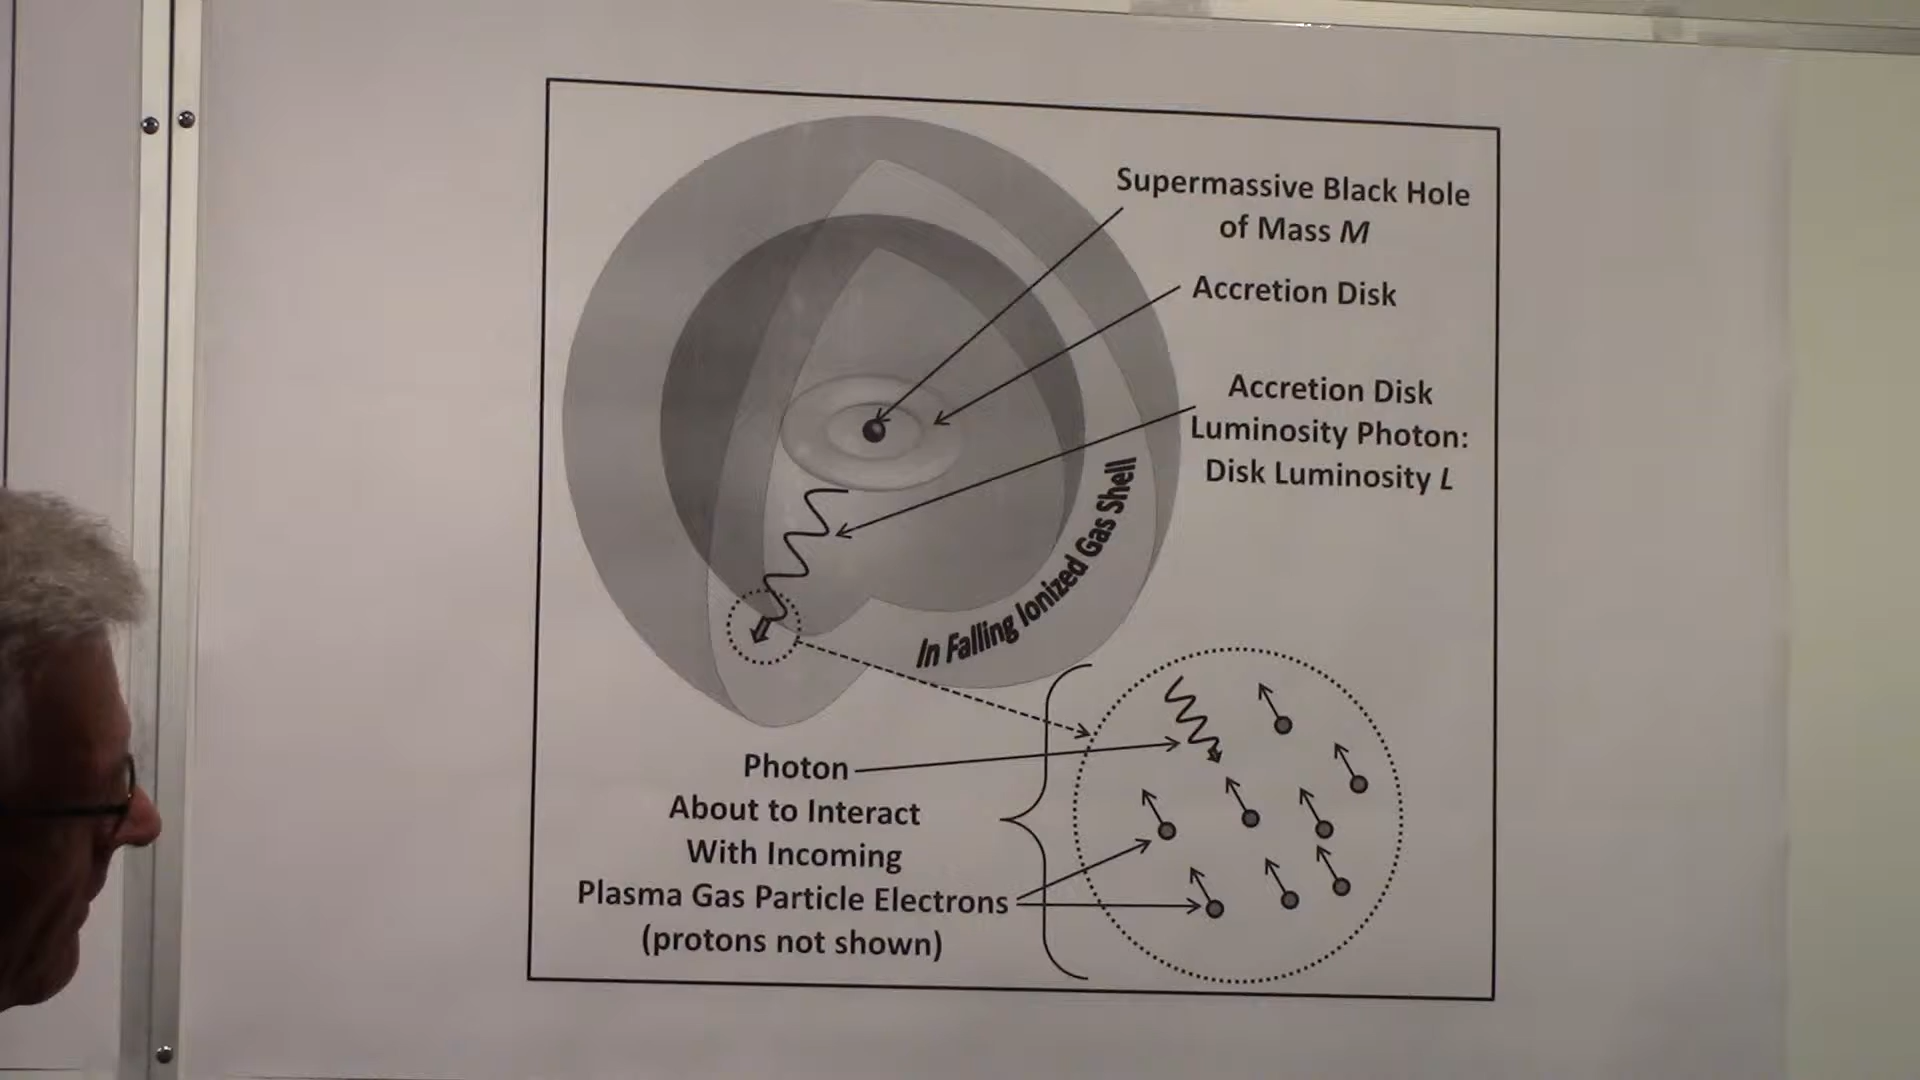 Supermassive Black Hole
of Mass M
Accretion Disk
Accretion Disk
Luminosity Photon:
Disk Luminosity L
In Falling Ionized Gas Shell
Photon
About to Interact
With Incoming
Plasma Gas Particle Electrons
(protons not shown)